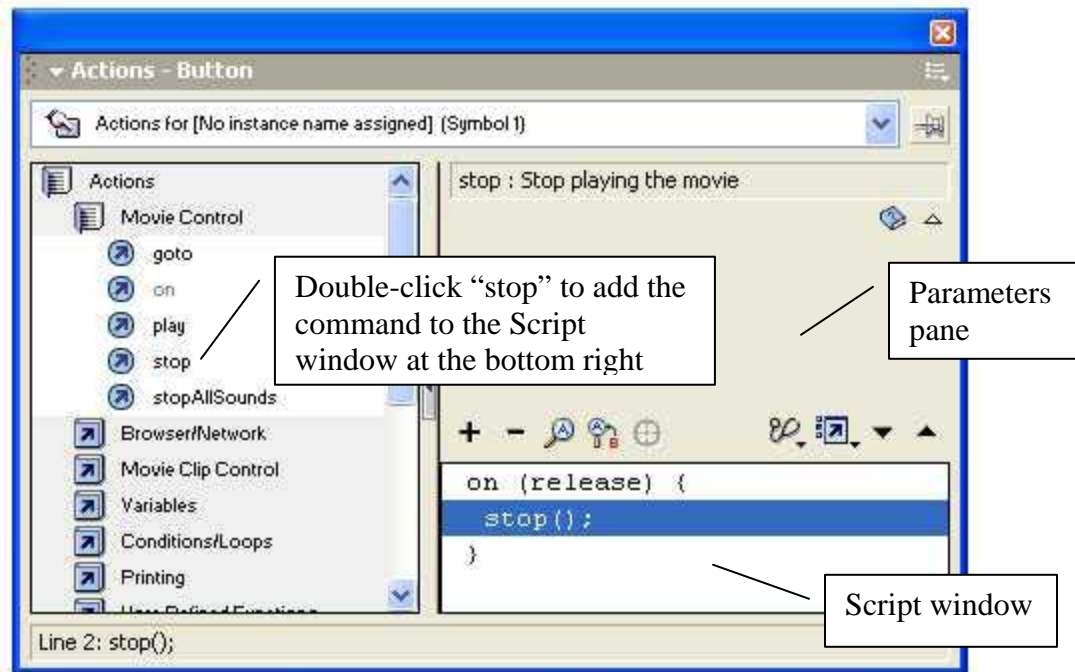 Actions - Button
Actions for [No instance name assigned] (Symbol 1)
Actions
Movie Control
goto
on
play
stop
stopAllSounds
Browser/Network
Movie Clip Control
Variables
Conditions/Loops
Printing
User-Defined Functions
stop : Stop playing the movie
Double-click “stop” to add the
command to the Script
window at the bottom right
Parameters
pane
on (release) {
stop();
}
Script window
Line 2: stop();